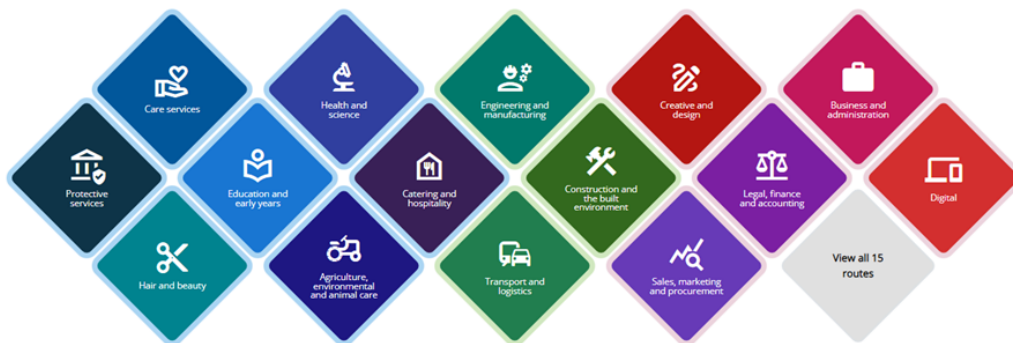 Care services
Health and
science
Engineering and
manufacturing
Creative and
design
Business and
administration
Protective
services
Education and
early years
Catering and
hospitality
Construction and
the built
environment
Legal, finance
and accounting
Digital
Hair and beauty
Agriculture,
environmental
and animal care
Transport and
logistics
Sales, marketing
and procurement
View all 15
routes